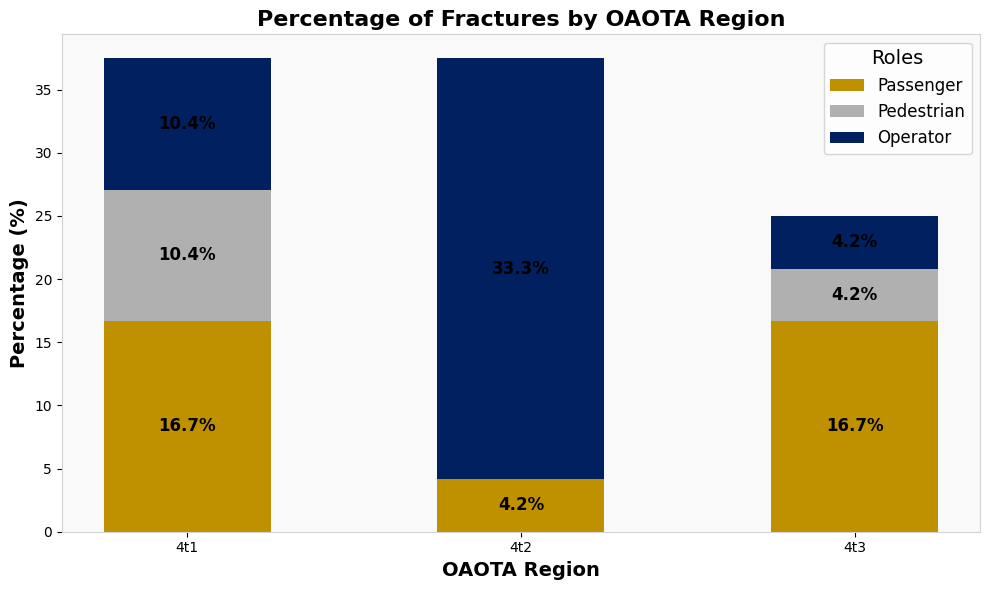 Percentage of Fractures by OAOTA Region
Percentage (%)
35
30
25
20
15
10
5
0
10.4%
10.4%
16.7%
33.3%
4.2%
4.2%
4.2%
16.7%
Roles
Passenger
Pedestrian
Operator
4t1
4t2
4t3
OAOTA Region